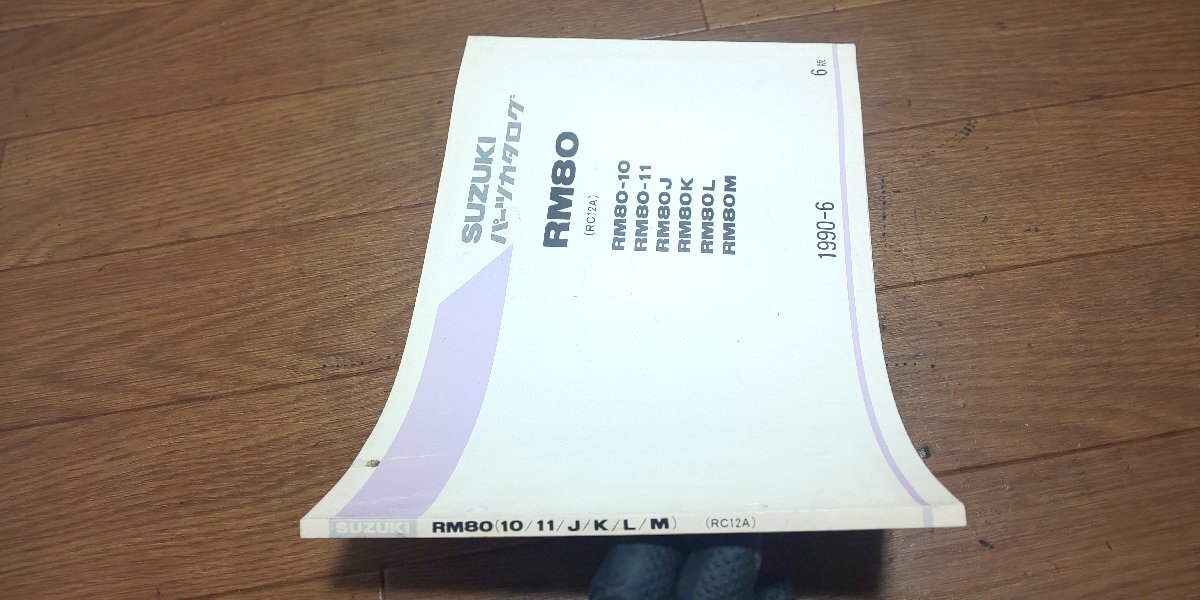 SUZUKI
パーツカタログ
RM80
(RC12A)
RM80-10
RM80-11
RM80J
RM80K
RM80L
RM80M
1990-6
6版
SUZUKI RM80(10/11/J/K/L/M) (RC12A)